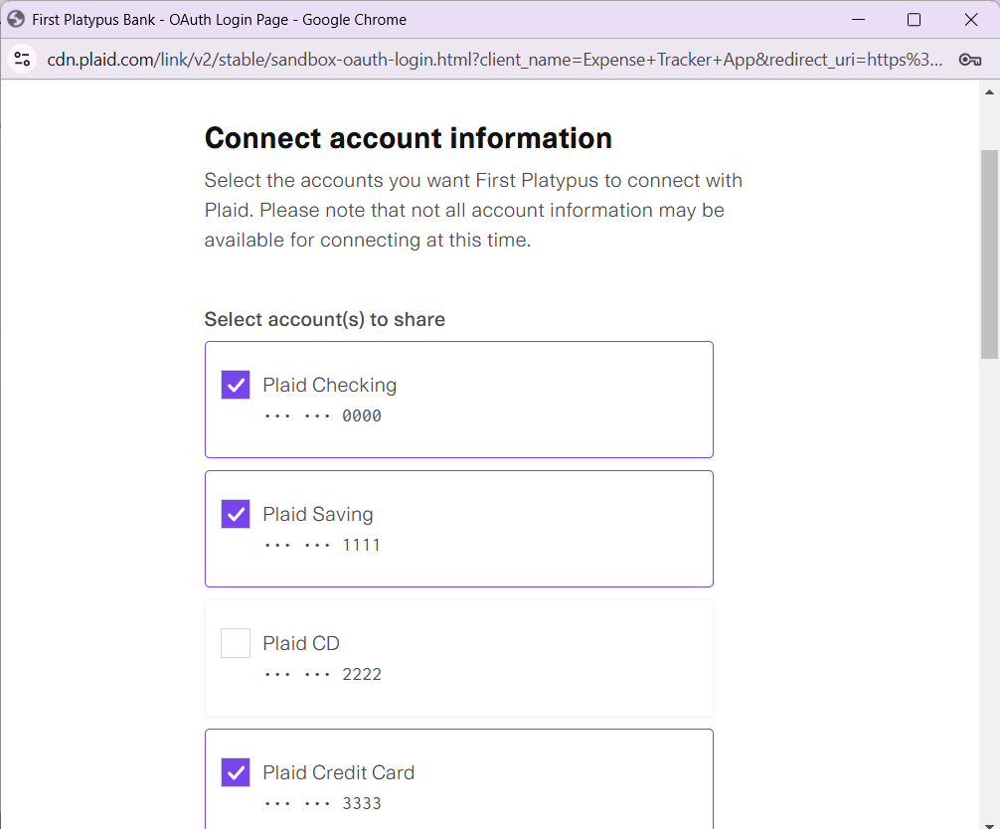 First Platypus Bank - OAuth Login Page - Google Chrome
cdn.plaid.com/link/v2/stable/sandbox-oauth-login.html?client_name=Expense+Tracker+App&redirect_uri=https%3...
Connect account information
Select the accounts you want First Platypus to connect with
Plaid. Please note that not all account information may be
available for connecting at this time.
Select account(s) to share
Plaid Checking
••• ••• 0000
Plaid Saving
••• ••• 1111
Plaid CD
••• ••• 2222
Plaid Credit Card
••• ••• 3333